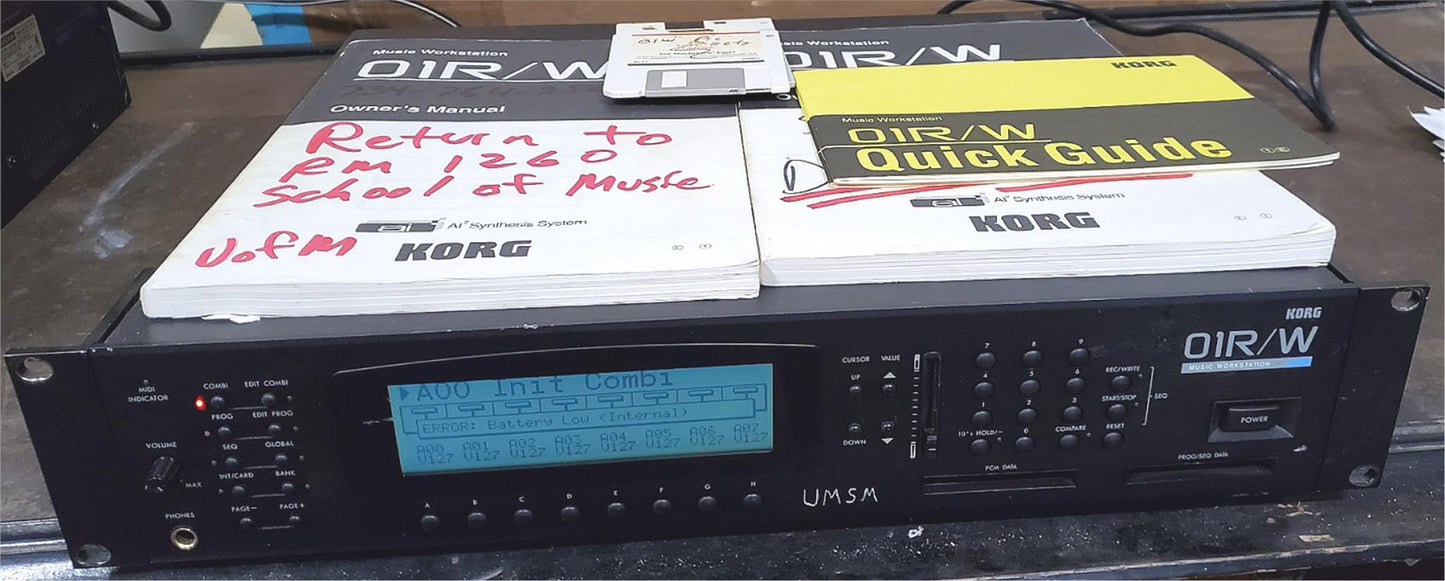 Music Workstation
01R/W
Owner's Manual
Return to
RM 1260
School of Music
AI² Synthesis System
UofM
KORG
Music Workstation
01R/W
AI² Synthesis System
KORG
KORG
Music Workstation
01R/W
Quick Guide
KORG
01R/W
MUSIC WORKSTATION
MIDI
INDICATOR
COMBI
EDIT COMBI
PROG
EDIT PROG
SEQ
GLOBAL
INT/CARD
BANK
PAGE−
PAGE+
VOLUME
MAX
PHONES
▶A00 Init Combi
ERROR: Battery Low (Internal)
A00 A01 A02 A03 A04 A05 A06 A07
V127 V127 V127 V127 V127 V127 V127 V127
A B C D E F G H
UMSM
CURSOR
VALUE
UP
DOWN
7 8 9
4 5 6
1 2 3
10's HOLD/− 0
COMPARE
REC/WRITE
START/STOP
SEQ
RESET
POWER
PCM DATA
PROG/SEQ DATA